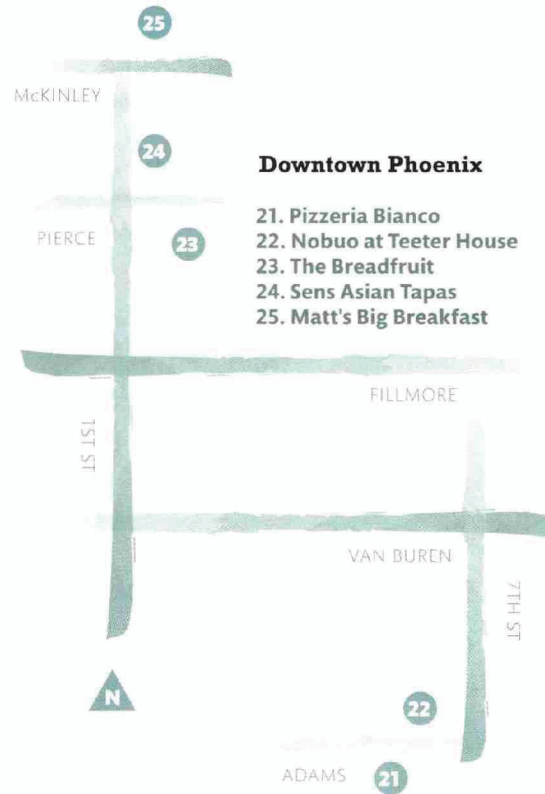 25
McKINLEY
24
Downtown Phoenix
21. Pizzeria Bianco
22. Nobuo at Teeter House
23. The Breadfruit
24. Sens Asian Tapas
25. Matt's Big Breakfast
PIERCE
23
FILLMORE
1ST ST
VAN BUREN
7TH ST
N
22
ADAMS
21